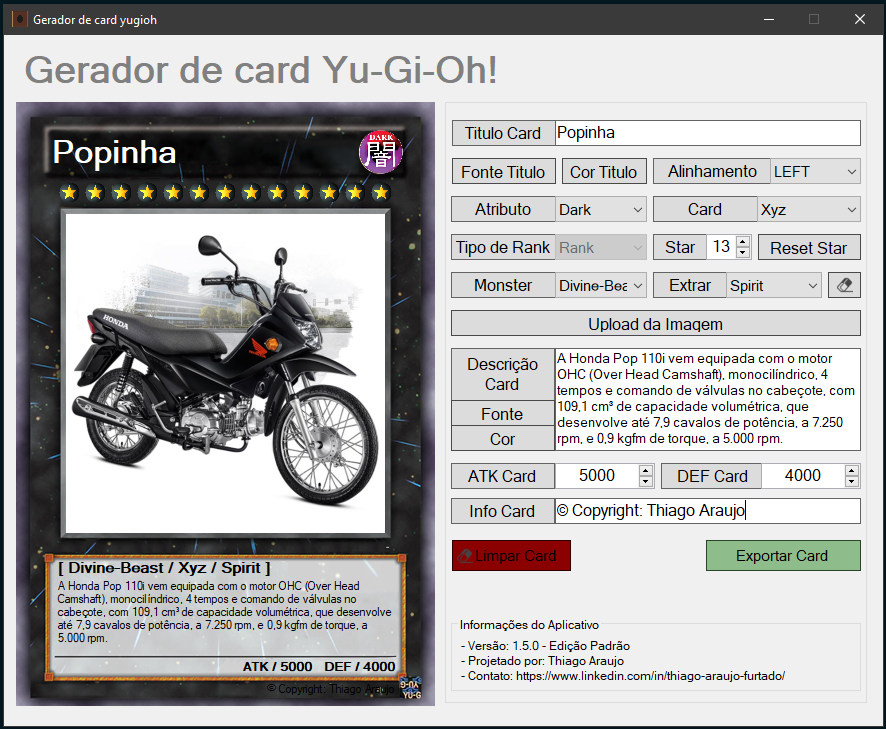 Gerador de card yugioh
Gerador de card Yu-Gi-Oh!
Popinha
DARK
闇
HONDA
[ Divine-Beast / Xyz / Spirit ]
A Honda Pop 110i vem equipada com o motor OHC (Over Head
Camshaft), monocilíndrico, 4 tempos e comando de válvulas no
cabeçote, com 109,1 cm³ de capacidade volumétrica, que desenvolve
até 7,9 cavalos de potência, a 7.250 rpm, e 0,9 kgfm de torque, a
5.000 rpm.
ATK / 5000 DEF / 4000
© Copyright: Thiago Araujo
YU-G
Titulo Card Popinha
Fonte Titulo Cor Titulo Alinhamento LEFT
Atributo Dark Card Xyz
Tipo de Rank Rank Star 13 Reset Star
Monster Divine-Bea Extrar Spirit
Upload da Imagem
Descrição
Card
Fonte
Cor
A Honda Pop 110i vem equipada com o motor
OHC (Over Head Camshaft), monocilíndrico, 4
tempos e comando de válvulas no cabeçote, com
109,1 cm³ de capacidade volumétrica, que
desenvolve até 7,9 cavalos de potência, a 7.250
rpm, e 0,9 kgfm de torque, a 5.000 rpm.
ATK Card 5000 DEF Card 4000
Info Card © Copyright: Thiago Araujo
Limpar Card Exportar Card
Informações do Aplicativo
- Versão: 1.5.0 - Edição Padrão
- Projetado por: Thiago Araujo
- Contato: https://www.linkedin.com/in/thiago-araujo-furtado/